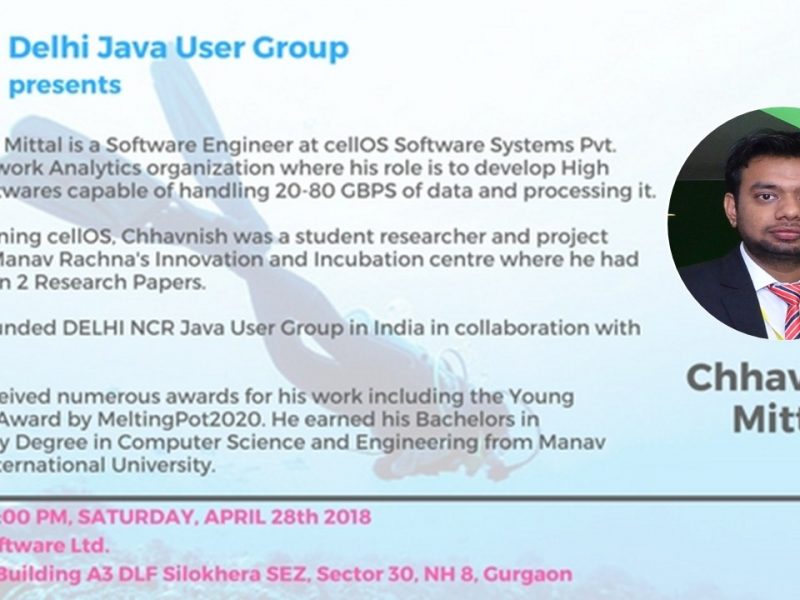 Delhi Java User Group
presents
Mittal is a Software Engineer at cellOS Software Systems Pvt.
work Analytics organization where his role is to develop High
twares capable of handling 20-80 GBPS of data and processing it.
ning cellOS, Chhavnish was a student researcher and project
Manav Rachna's Innovation and Incubation centre where he had
n 2 Research Papers.
unded DELHI NCR Java User Group in India in collaboration with
eived numerous awards for his work including the Young
Award by MeltingPot2020. He earned his Bachelors in
y Degree in Computer Science and Engineering from Manav
ternational University.
Chhav
Mitt
:00 PM, SATURDAY, APRIL 28th 2018
ftware Ltd.
Building A3 DLF Silokhera SEZ, Sector 30, NH 8, Gurgaon